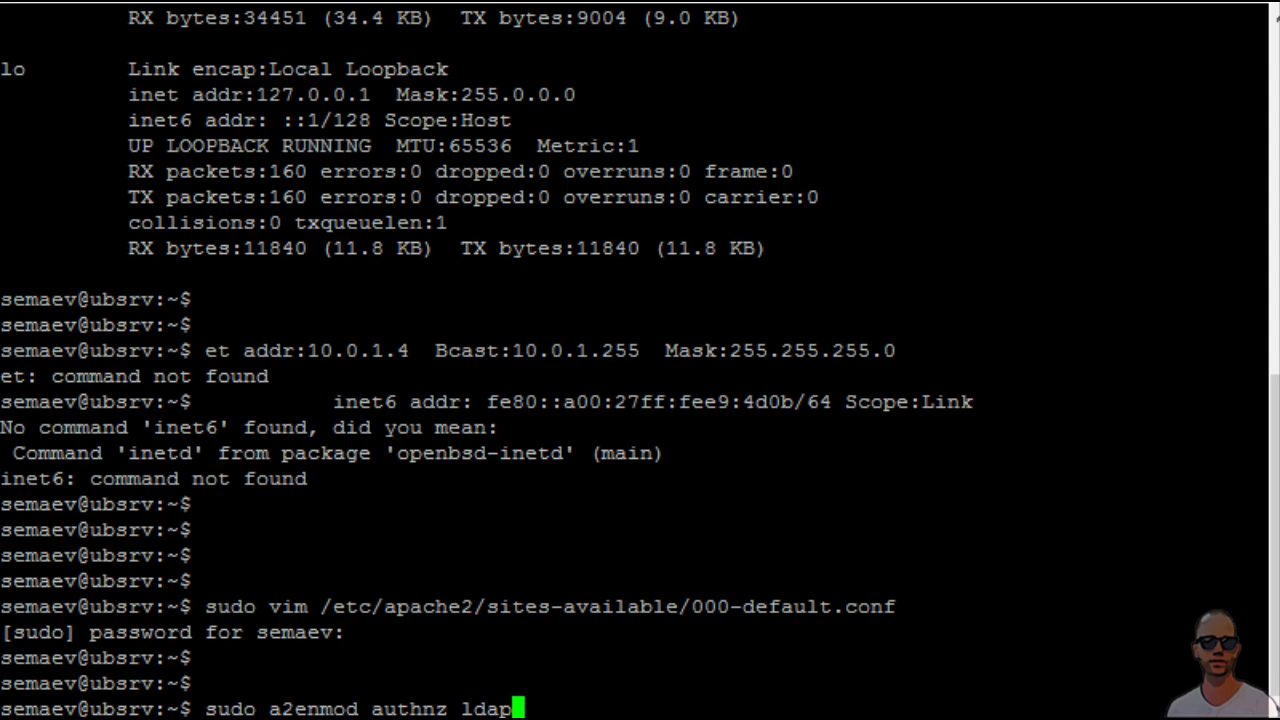 RX bytes:34451 (34.4 KB)  TX bytes:9004 (9.0 KB)
lo        Link encap:Local Loopback
inet addr:127.0.0.1  Mask:255.0.0.0
inet6 addr: ::1/128 Scope:Host
UP LOOPBACK RUNNING  MTU:65536  Metric:1
RX packets:160 errors:0 dropped:0 overruns:0 frame:0
TX packets:160 errors:0 dropped:0 overruns:0 carrier:0
collisions:0 txqueuelen:1
RX bytes:11840 (11.8 KB)  TX bytes:11840 (11.8 KB)
semaev@ubsrv:~$
semaev@ubsrv:~$
semaev@ubsrv:~$ et addr:10.0.1.4  Bcast:10.0.1.255  Mask:255.255.255.0
et: command not found
semaev@ubsrv:~$           inet6 addr: fe80::a00:27ff:fee9:4d0b/64 Scope:Link
No command 'inet6' found, did you mean:
 Command 'inetd' from package 'openbsd-inetd' (main)
inet6: command not found
semaev@ubsrv:~$
semaev@ubsrv:~$
semaev@ubsrv:~$
semaev@ubsrv:~$
semaev@ubsrv:~$ sudo vim /etc/apache2/sites-available/000-default.conf
[sudo] password for semaev:
semaev@ubsrv:~$
semaev@ubsrv:~$
semaev@ubsrv:~$ sudo a2enmod authnz ldap